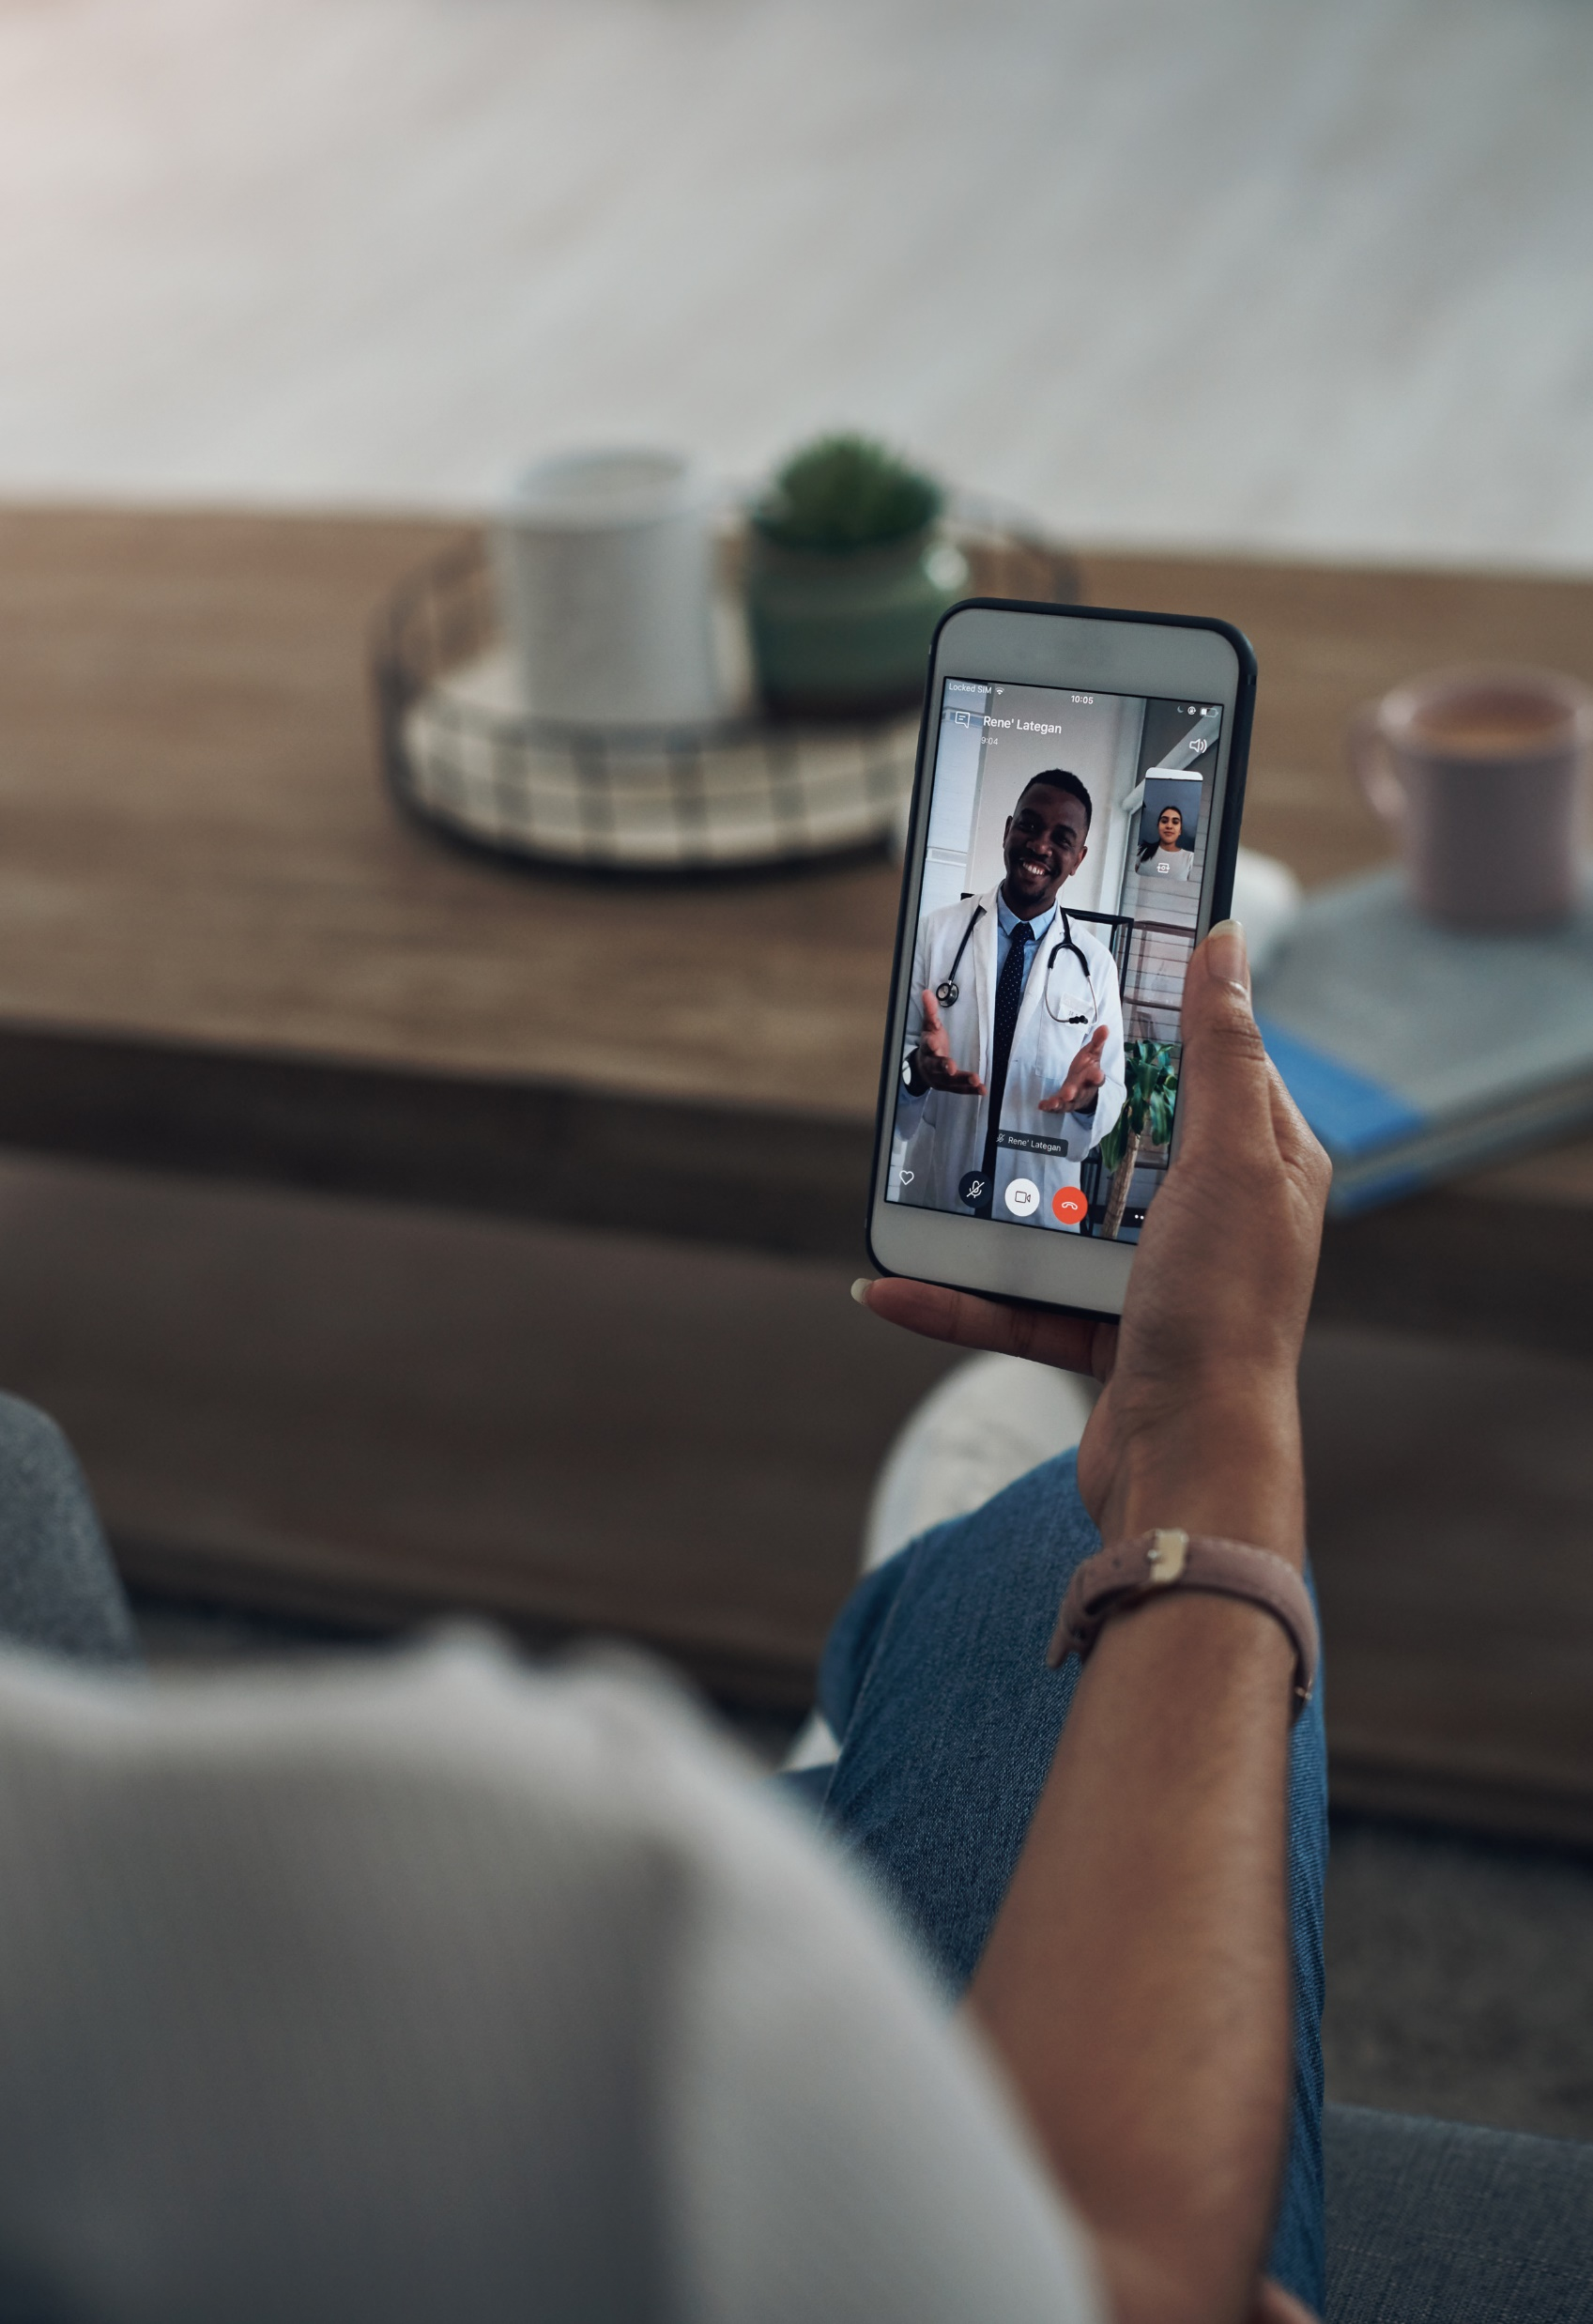 Locked SIM
10:05
Rene' Lategan
9:04
Rene' Lategan